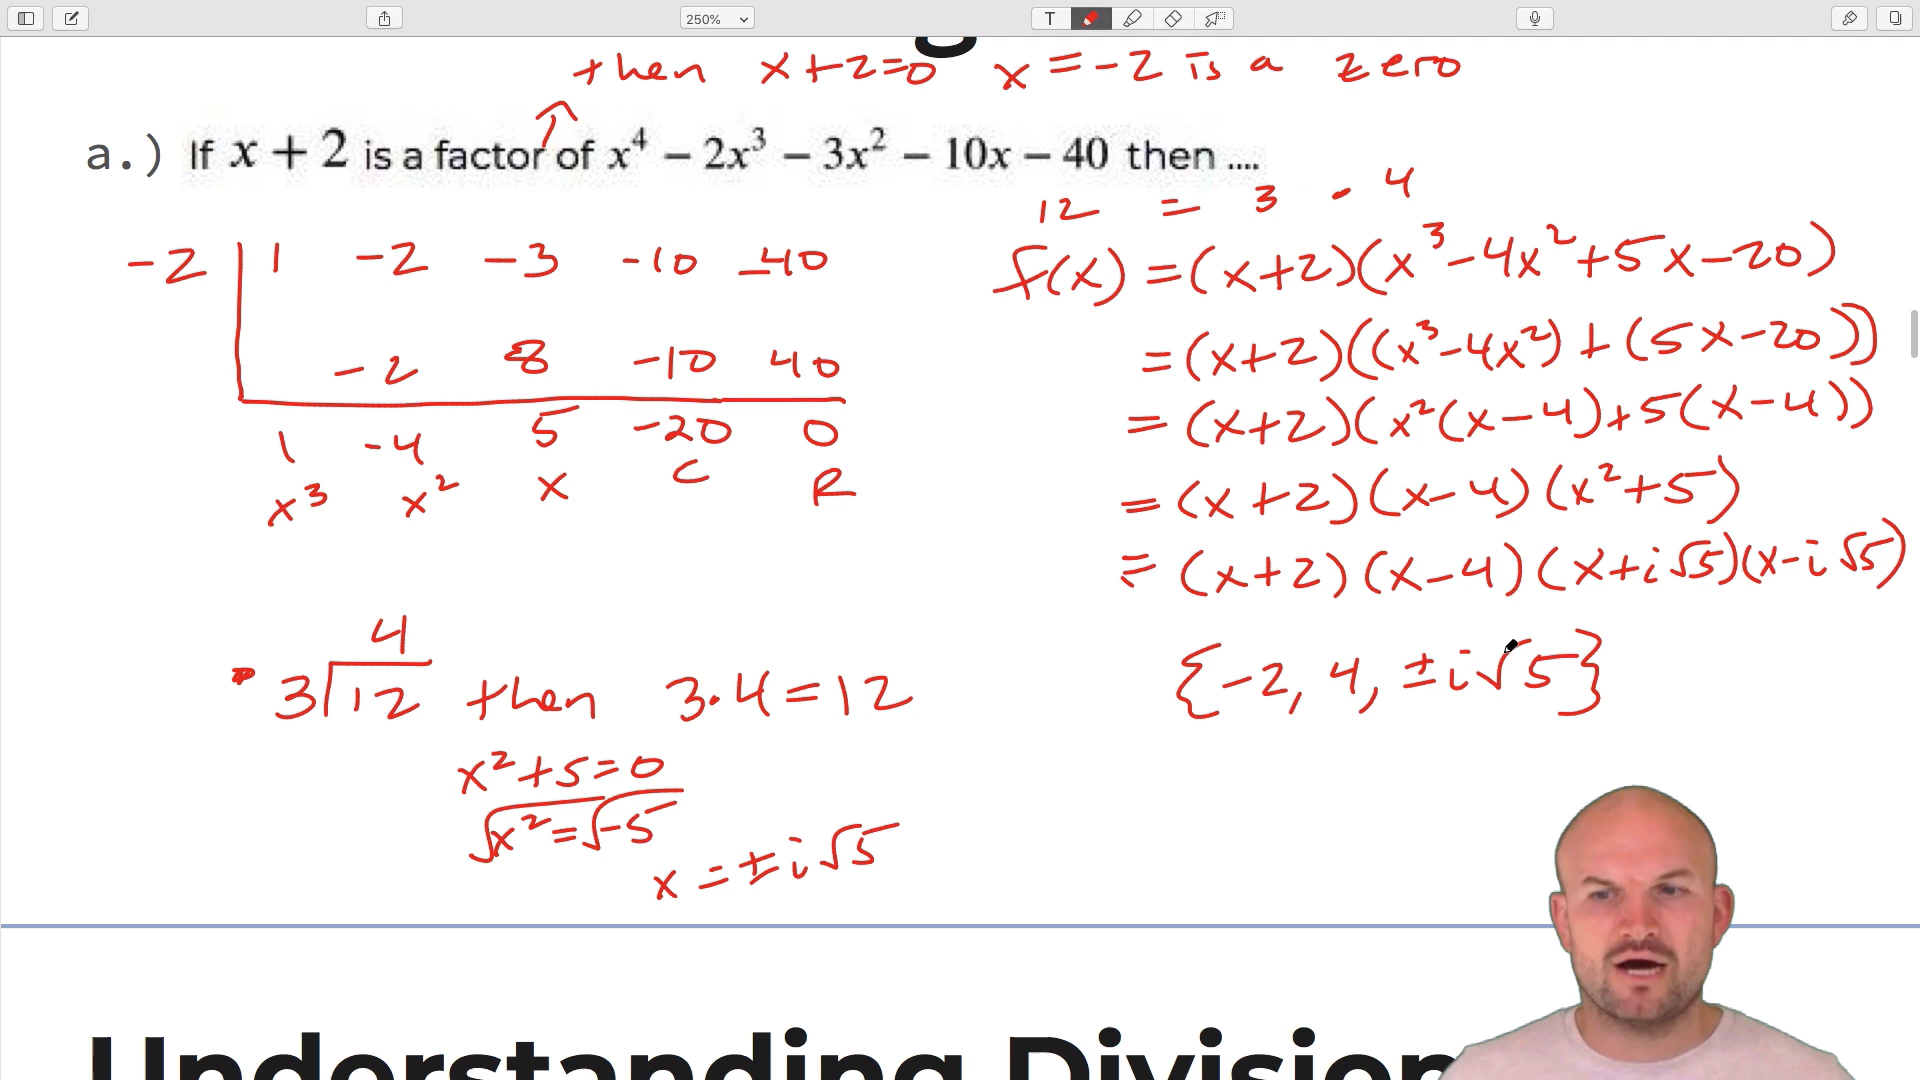 250%
T
then x+2=0 x=-2 is a zero
a.) If x + 2 is a factor of x⁴ − 2x³ − 3x² − 10x − 40 then ....
12 = 3 · 4
-2 | 1 -2 -3 -10 -40
-2 8 -10 40
1 -4 5 -20 0
x³ x² x C R
f(x) =(x+2)(x³-4x²+5x-20)
=(x+2)((x³-4x²)+(5x-20))
=(x+2)(x²(x-4)+5(x-4))
=(x+2)(x-4)(x²+5)
=(x+2)(x-4)(x+i√5)(x-i√5)
{-2, 4, ±i√5}
4
3⟌12 then 3·4=12
x²+5=0
√x²=√-5
x=±i√5
Understanding Division